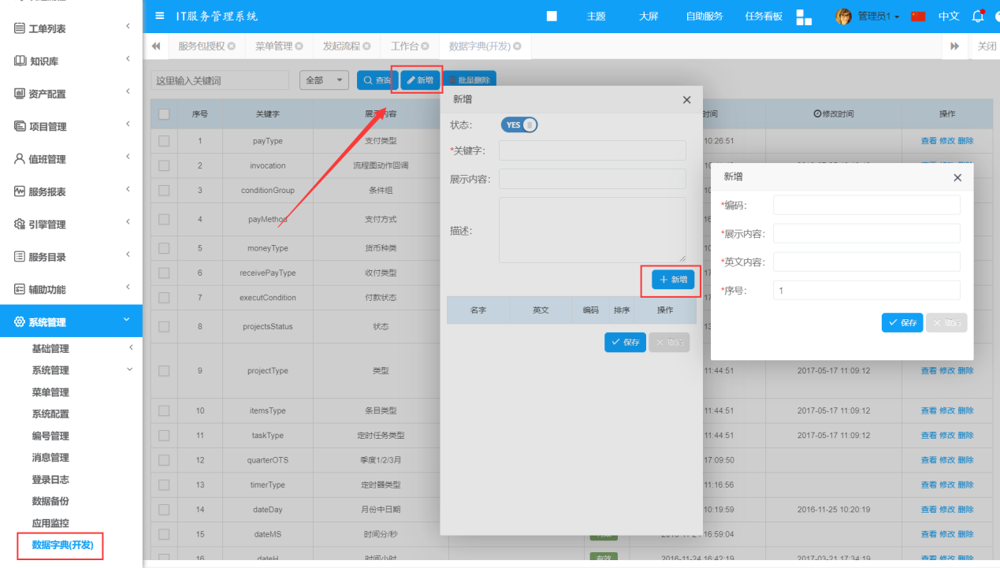 IT服务管理系统 主题 大屏 自助服务 任务看板 管理员1 中文
工单列表
知识库
资产配置
项目管理
值班管理
服务报表
引擎管理
服务目录
辅助功能
系统管理
基础管理
系统管理
菜单管理
系统配置
编号管理
消息管理
登录日志
数据备份
应用监控
数据字典(开发)
服务包授权 菜单管理 发起流程 工作台 数据字典(开发) 关闭
这里输入关键词 全部 查询 新增 批量删除
序号 关键字 展示内容 时间 修改时间 操作
1 payType 支付类型 10:26:51 查看 修改 删除
2 invocation 流程图动作回调
3 conditionGroup 条件组
4 payMethod 支付方式
5 moneyType 货币种类
6 receivePayType 收付类型
7 executCondition 付款状态
8 projectsStatus 状态
9 projectType 类型 11:44:51 2017-05-17 11:09:12 查看 修改 删除
10 itemsType 条目类型 11:44:51 2017-05-17 11:09:12 查看 修改 删除
11 taskType 定时任务类型 11:44:51 2017-05-17 11:09:12 查看 修改 删除
12 quarterOTS 季度1/2/3月 17:09:50 查看 修改 删除
13 timerType 定时器类型 11:16:56 查看 修改 删除
14 dateDay 月份中日期 10:19:59 2016-11-25 10:20:19 查看 修改 删除
15 dateMS 时间分/秒 16:59:04 查看 修改 删除
16 dateH 时间小时 有效 2016-11-24 16:42:19 2017-03-21 17:34:19 查看 修改 删除
新增
状态: YES
*关键字:
展示内容:
描述:
新增
名字 英文 编码 排序 操作
保存 取消
新增
*编码:
*展示内容:
*英文内容:
*序号: 1
保存 取消